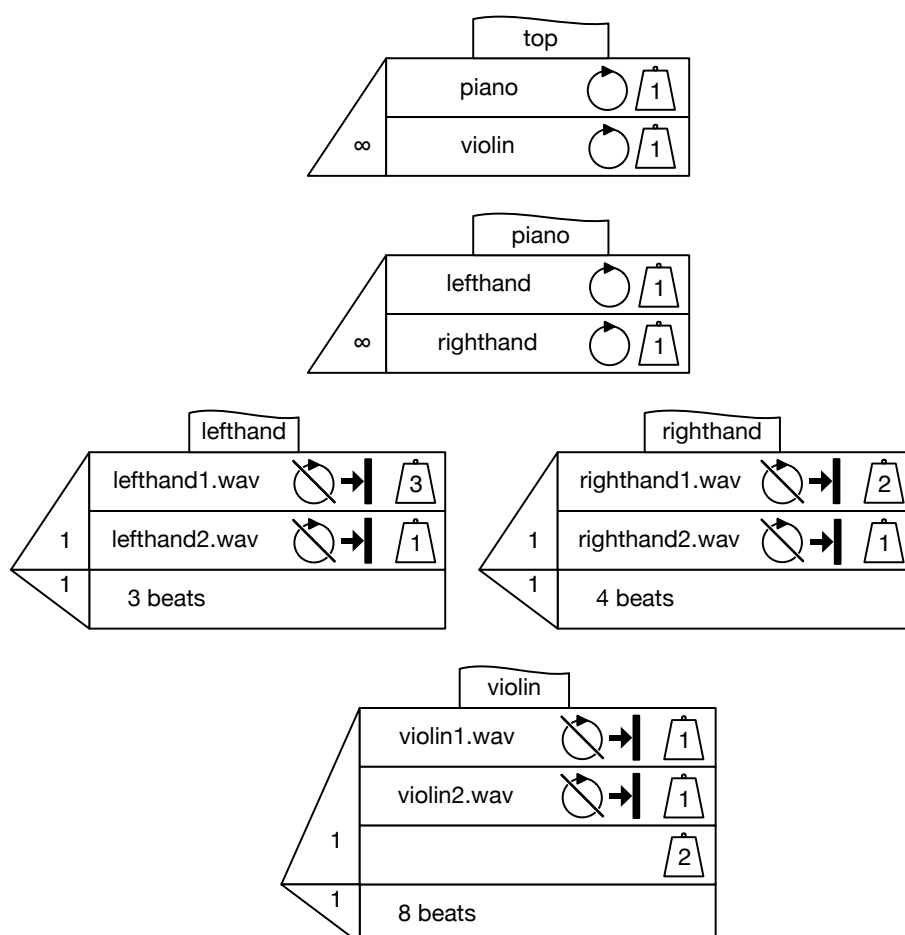 top
piano 1
∞ violin 1
piano
lefthand 1
∞ righthand 1
lefthand
lefthand1.wav 3
1 lefthand2.wav 1
1 3 beats
righthand
righthand1.wav 2
1 righthand2.wav 1
1 4 beats
violin
violin1.wav 1
violin2.wav 1
1 2
1 8 beats